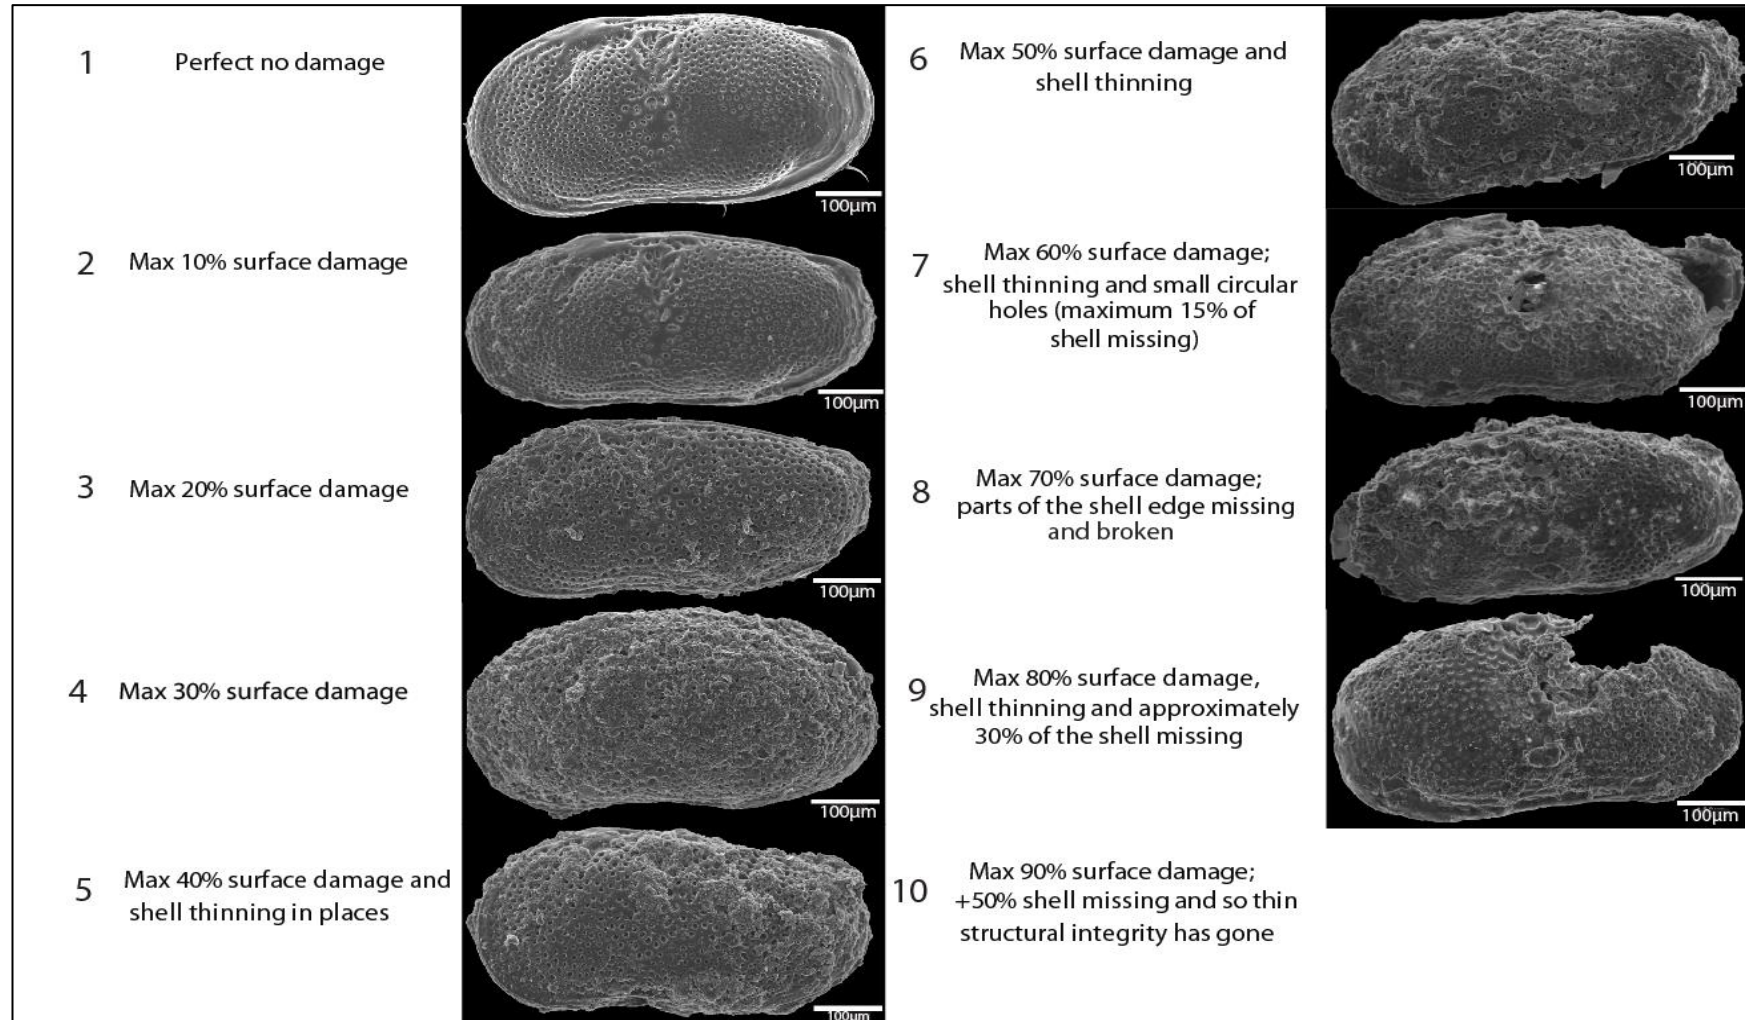 1
Perfect no damage
100µm
2
Max 10% surface damage
100µm
3
Max 20% surface damage
100µm
4
Max 30% surface damage
100µm
5
Max 40% surface damage and
shell thinning in places
100µm
6
Max 50% surface damage and
shell thinning
100µm
7
Max 60% surface damage;
shell thinning and small circular
holes (maximum 15% of
shell missing)
100µm
8
Max 70% surface damage;
parts of the shell edge missing
and broken
100µm
9
Max 80% surface damage,
shell thinning and approximately
30% of the shell missing
100µm
10
Max 90% surface damage;
+50% shell missing and so thin
structural integrity has gone